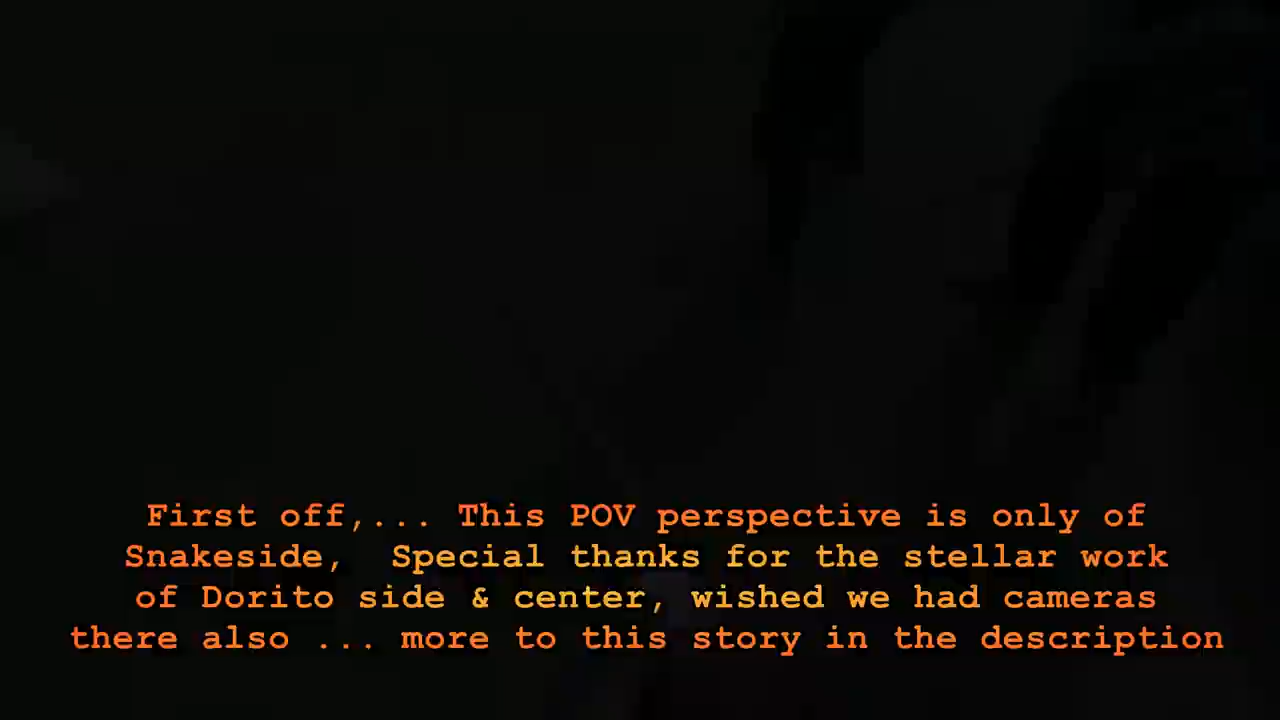 First off,... This POV perspective is only of
Snakeside,  Special thanks for the stellar work
of Dorito side & center, wished we had cameras
there also ... more to this story in the description